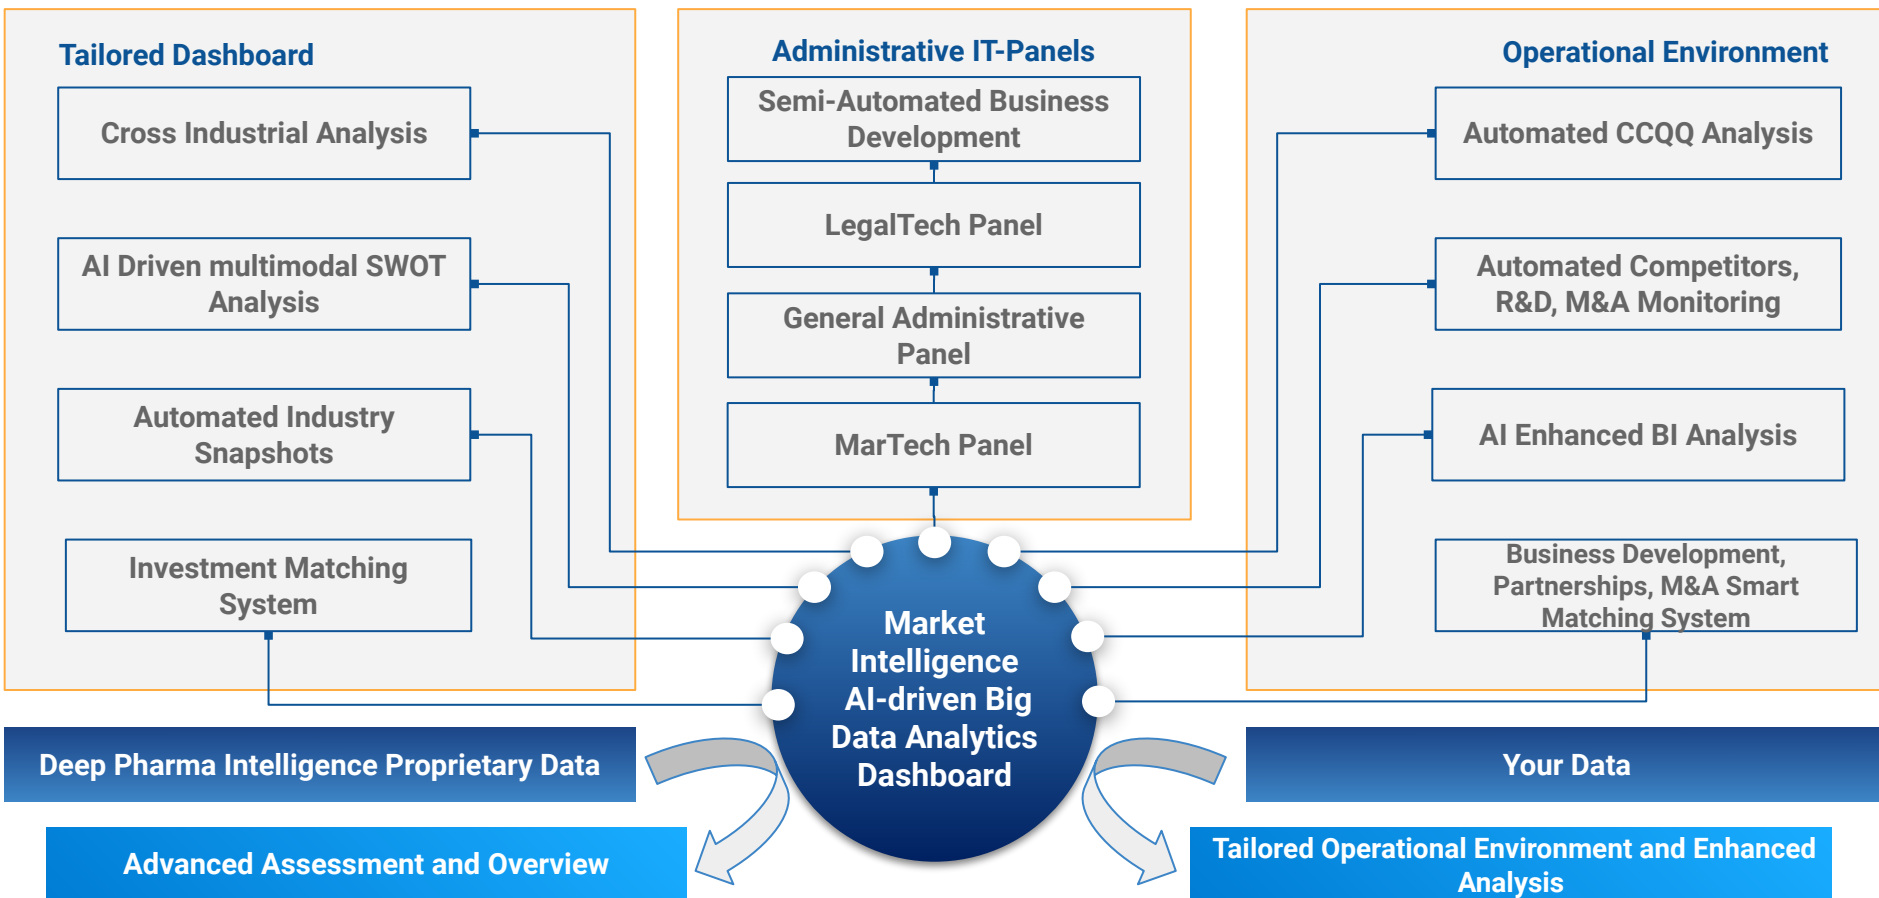 Tailored Dashboard
Cross Industrial Analysis
AI Driven multimodal SWOT
Analysis
Automated Industry
Snapshots
Investment Matching
System
Administrative IT-Panels
Semi-Automated Business
Development
LegalTech Panel
General Administrative
Panel
MarTech Panel
Operational Environment
Automated CCQQ Analysis
Automated Competitors,
R&D, M&A Monitoring
AI Enhanced BI Analysis
Business Development,
Partnerships, M&A Smart
Matching System
Market
Intelligence
AI-driven Big
Data Analytics
Dashboard
Deep Pharma Intelligence Proprietary Data
Your Data
Advanced Assessment and Overview
Tailored Operational Environment and Enhanced
Analysis